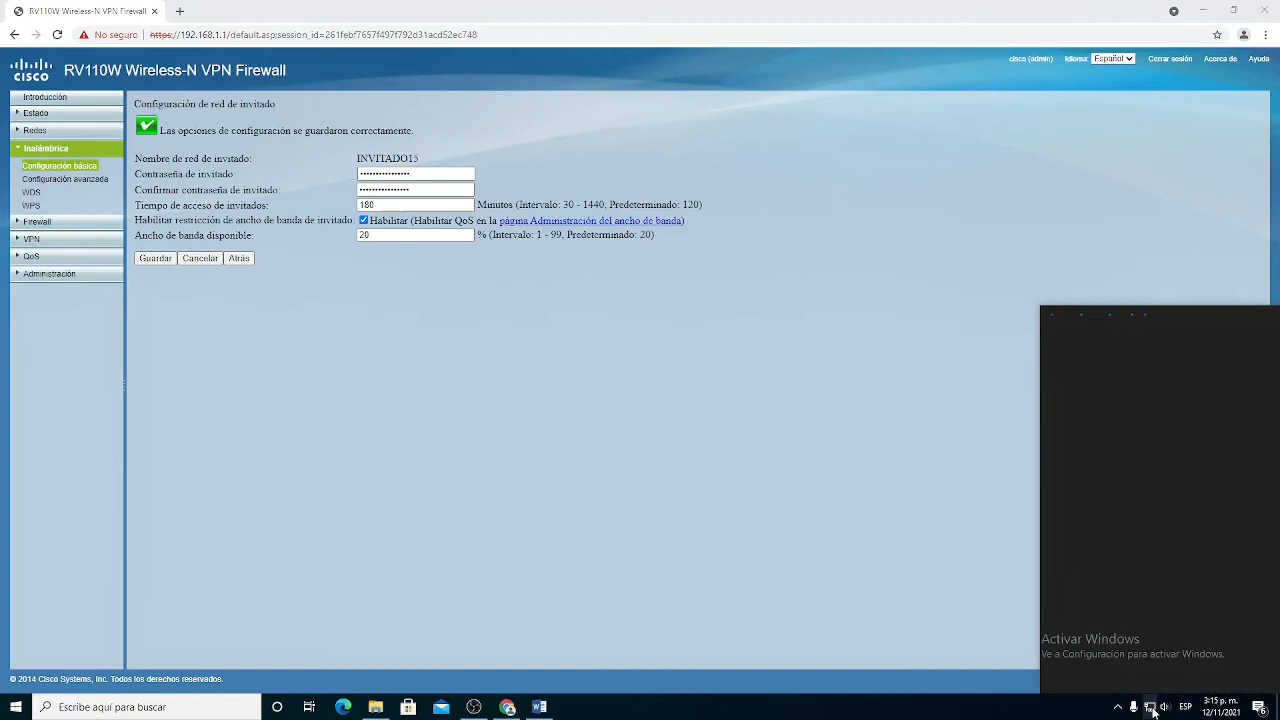 RV110W Wireless-N VPN Firewall
No seguro https://192.168.1.1/default.asp;session_id=261febf7657f497f792d31acd52ec748
CISCO RV110W Wireless-N VPN Firewall
cisco (admin) Idioma: Español Cerrar sesión Acerca de Ayuda
Introducción
Estado
Redes
Inalámbrica
Configuración básica
Configuración avanzada
WDS
WPS
Firewall
VPN
QoS
Administración
Configuración de red de invitado
Las opciones de configuración se guardaron correctamente.
Nombre de red de invitado: INVITADO15
Contraseña de invitado: ••••••••••••••••
Confirmar contraseña de invitado: ••••••••••••••••
Tiempo de acceso de invitados: 180 Minutos (Intervalo: 30 - 1440, Predeterminado: 120)
Habilitar restricción de ancho de banda de invitado Habilitar (Habilitar QoS en la página Administración del ancho de banda)
Ancho de banda disponible: 20 % (Intervalo: 1 - 99, Predeterminado: 20)
Guardar Cancelar Atrás
Activar Windows
Ve a Configuración para activar Windows.
© 2014 Cisco Systems, Inc. Todos los derechos reservados.
Escribe aquí para buscar
ESP
3:15 p. m.
12/11/2021
6